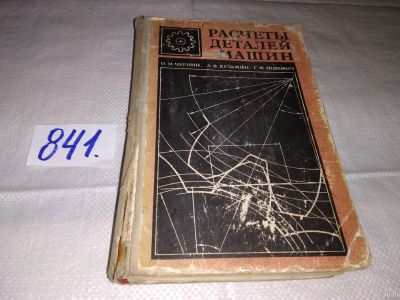 РАСЧЕТЫ
ДЕТАЛЕЙ
МАШИН
И. М. ЧЕРНИН, А. В. КУЗЬМИН, Г. М. ИЦКОВИЧ
841.